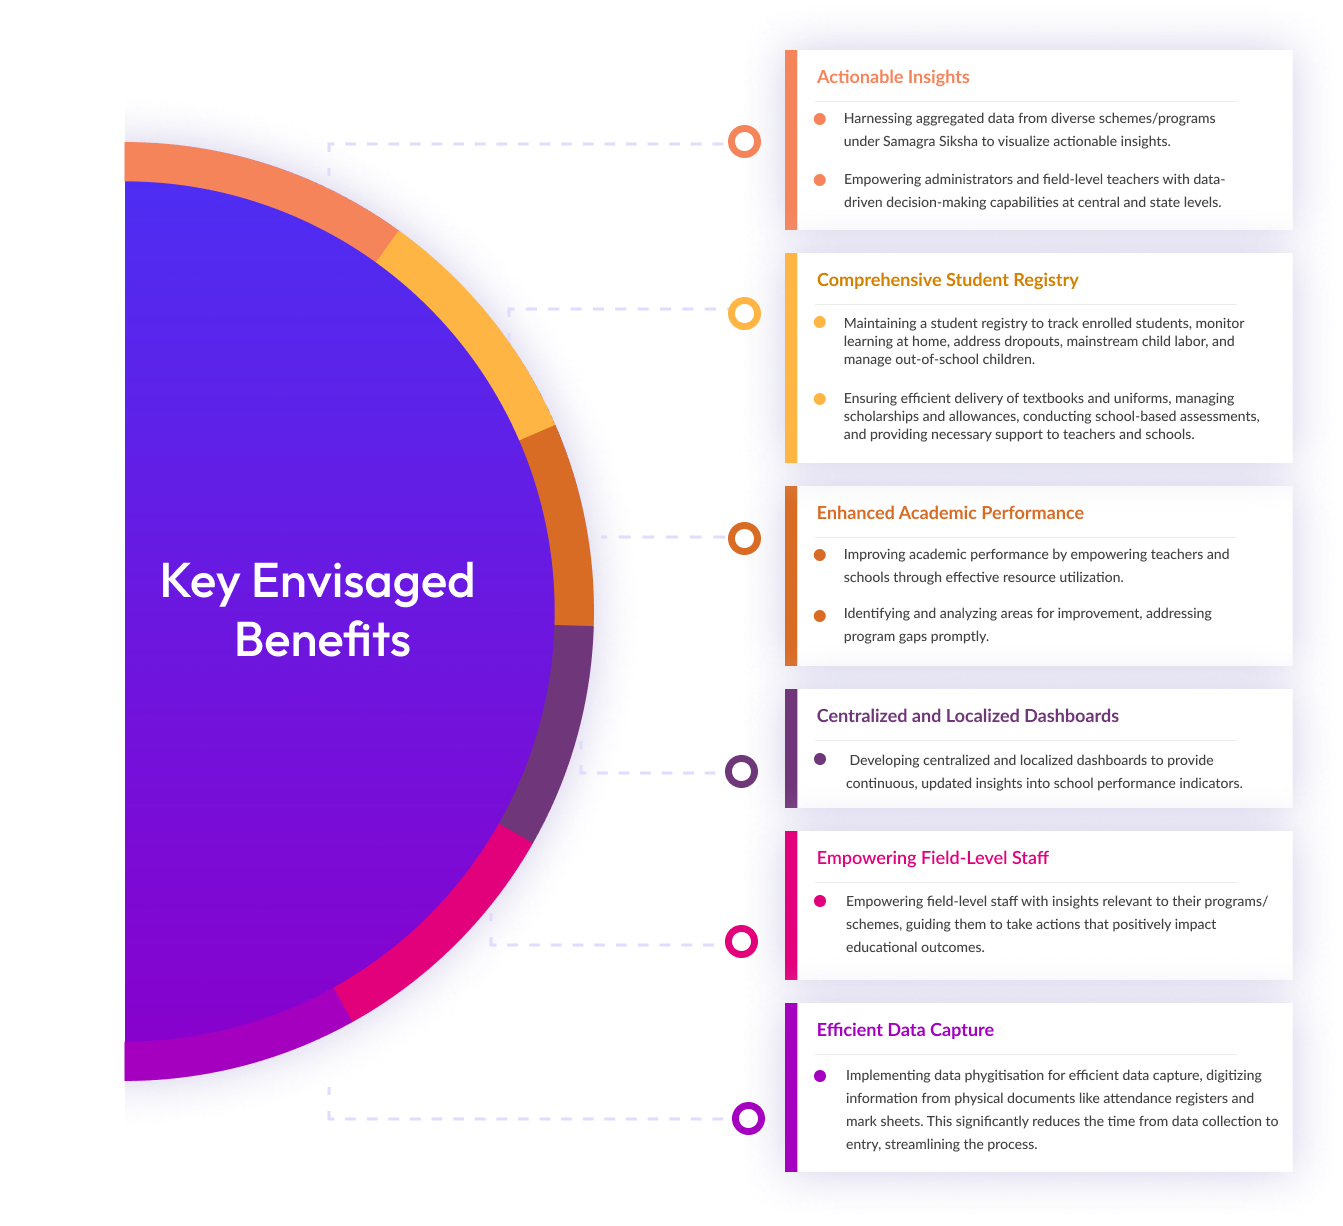 Key Envisaged
Benefits
Actionable Insights
Harnessing aggregated data from diverse schemes/programs
under Samagra Siksha to visualize actionable insights.
Empowering administrators and field-level teachers with data-
driven decision-making capabilities at central and state levels.
Comprehensive Student Registry
Maintaining a student registry to track enrolled students, monitor
learning at home, address dropouts, mainstream child labor, and
manage out-of-school children.
Ensuring efficient delivery of textbooks and uniforms, managing
scholarships and allowances, conducting school-based assessments,
and providing necessary support to teachers and schools.
Enhanced Academic Performance
Improving academic performance by empowering teachers and
schools through effective resource utilization.
Identifying and analyzing areas for improvement, addressing
program gaps promptly.
Centralized and Localized Dashboards
Developing centralized and localized dashboards to provide
continuous, updated insights into school performance indicators.
Empowering Field-Level Staff
Empowering field-level staff with insights relevant to their programs/
schemes, guiding them to take actions that positively impact
educational outcomes.
Efficient Data Capture
Implementing data phygitisation for efficient data capture, digitizing
information from physical documents like attendance registers and
mark sheets. This significantly reduces the time from data collection to
entry, streamlining the process.